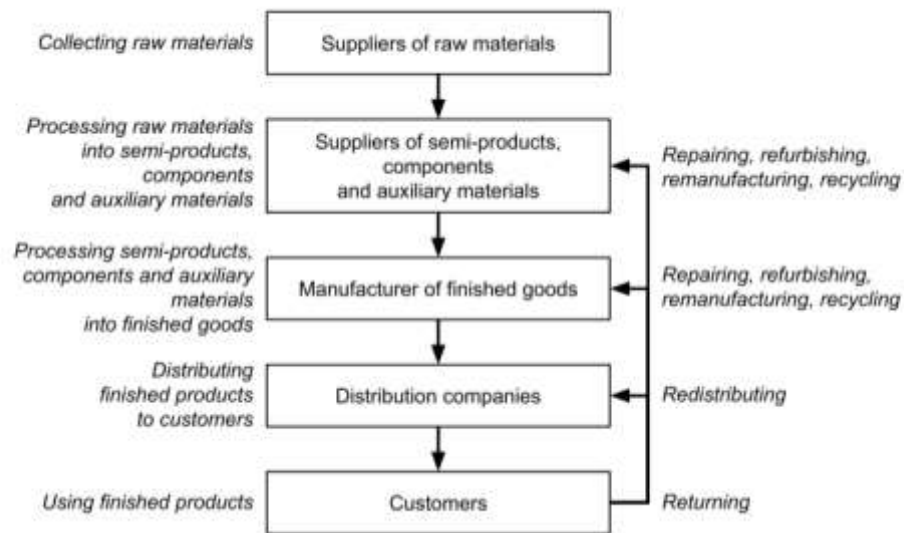 Collecting raw materials
Suppliers of raw materials
Processing raw materials
into semi-products,
components
and auxiliary materials
Suppliers of semi-products,
components
and auxiliary materials
Repairing, refurbishing,
remanufacturing, recycling
Processing semi-products,
components and auxiliary
materials
into finished goods
Manufacturer of finished goods
Repairing, refurbishing,
remanufacturing, recycling
Distributing
finished products
to customers
Distribution companies
Redistributing
Using finished products
Customers
Returning